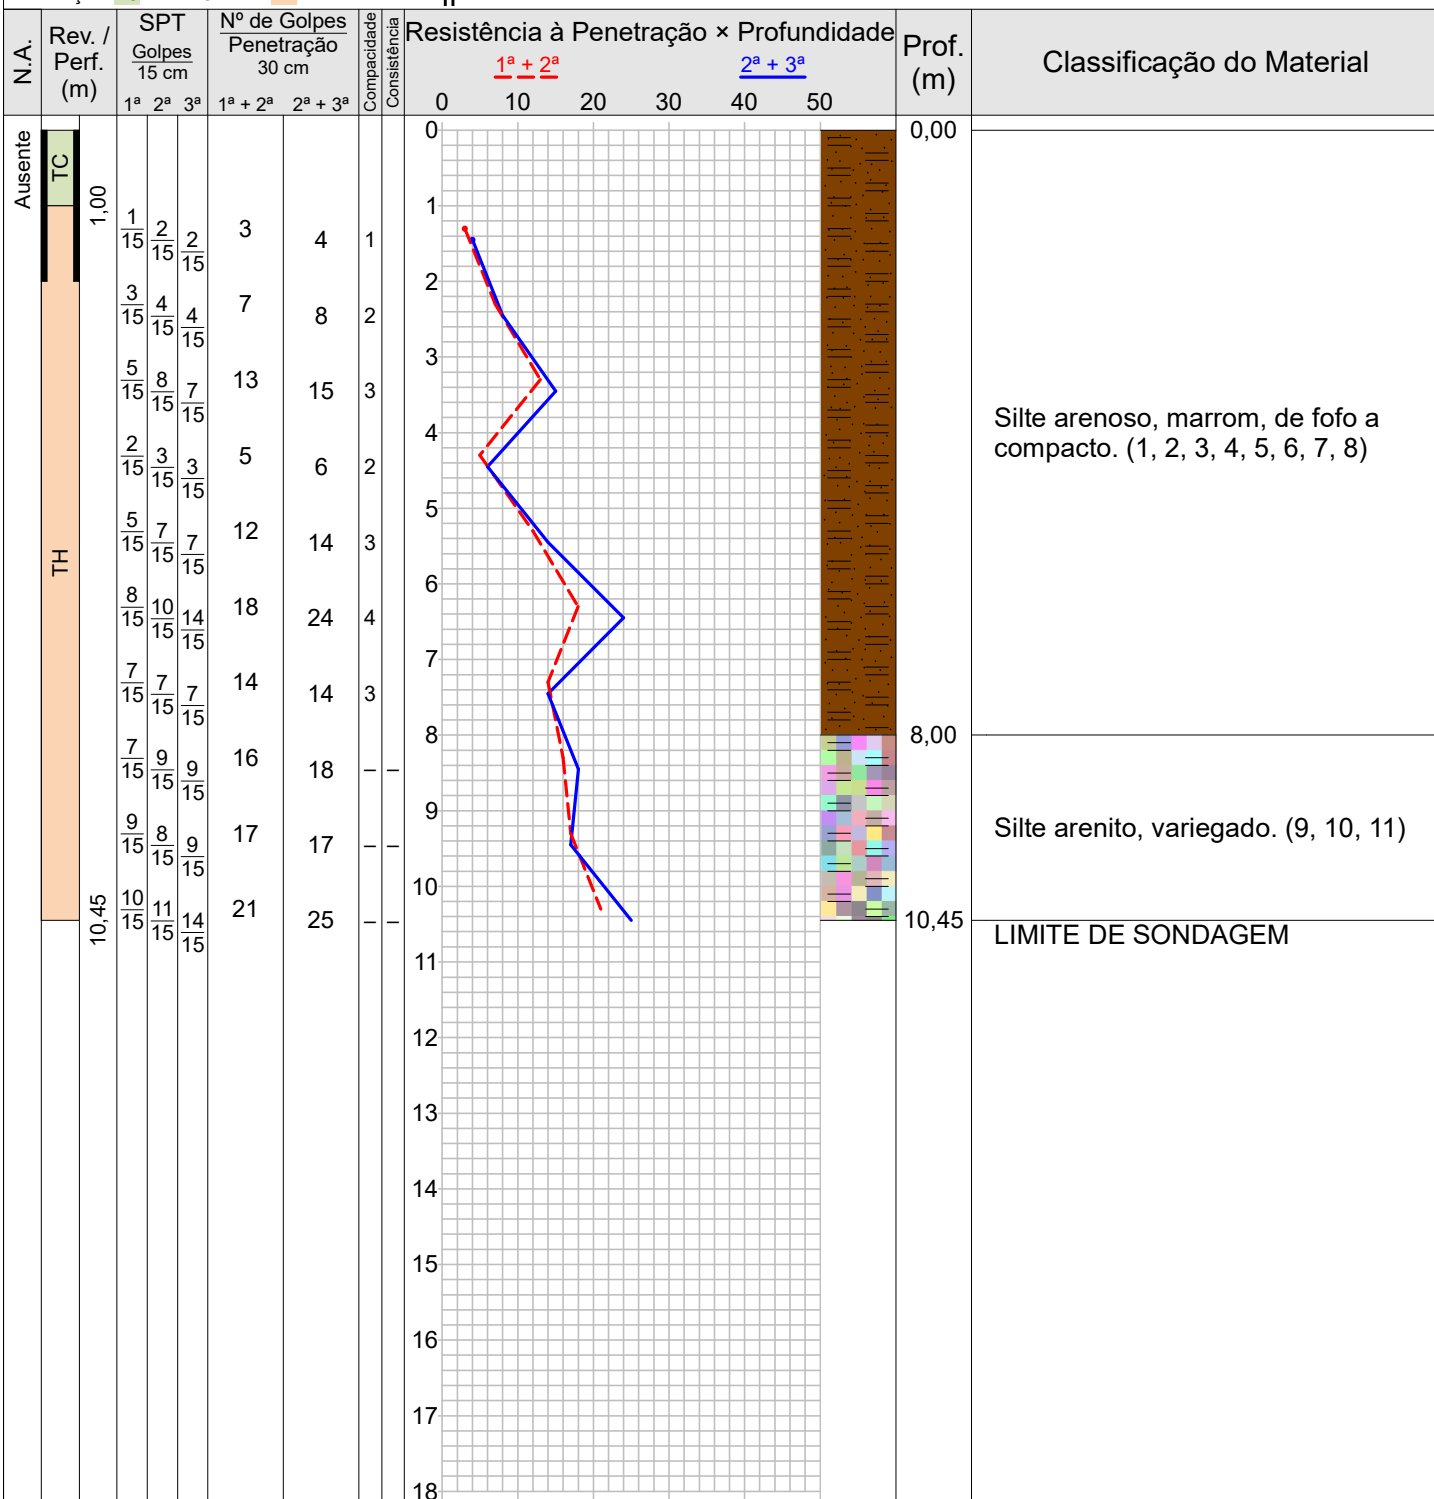 N.A.
Rev. /
Perf.
(m)
SPT
Golpes
15 cm
1ª 2ª 3ª
Nº de Golpes
Penetração
30 cm
1ª + 2ª 2ª + 3ª
Compacidade
Consistência
Resistência à Penetração × Profundidade
1ª + 2ª 2ª + 3ª
0 10 20 30 40 50
Prof.
(m)
Classificação do Material
Ausente
TC
1,00
TH
10,45
1/15 2/15 2/15 3 4 1
3/15 4/15 4/15 7 8 2
5/15 8/15 7/15 13 15 3
2/15 3/15 3/15 5 6 2
5/15 7/15 7/15 12 14 3
8/15 10/15 14/15 18 24 4
7/15 7/15 7/15 14 14 3
7/15 9/15 9/15 16 18 – –
9/15 8/15 9/15 17 17 – –
10/15 11/15 14/15 21 25 – –
0
1
2
3
4
5
6
7
8
9
10
11
12
13
14
15
16
17
18
0,00
8,00
10,45
Silte arenoso, marrom, de fofo a
compacto. (1, 2, 3, 4, 5, 6, 7, 8)
Silte arenito, variegado. (9, 10, 11)
LIMITE DE SONDAGEM